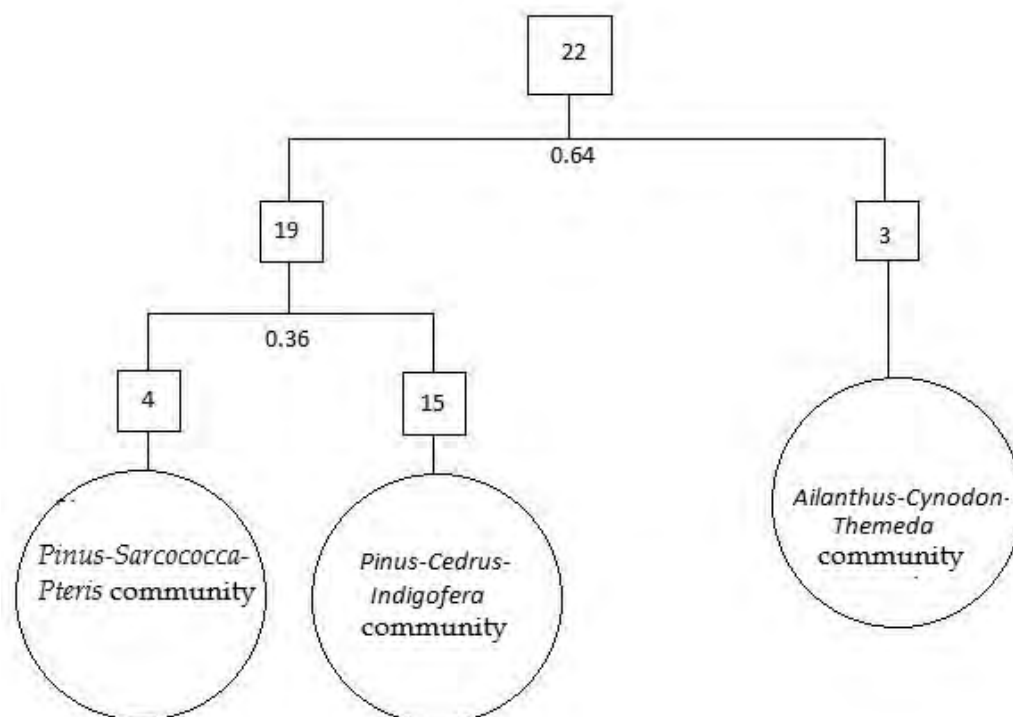 22
0.64
19
3
0.36
4
15
Pinus-Sarcococca-
Pteris community
Pinus-Cedrus-
Indigofera
community
Ailanthus-Cynodon-
Themeda
community